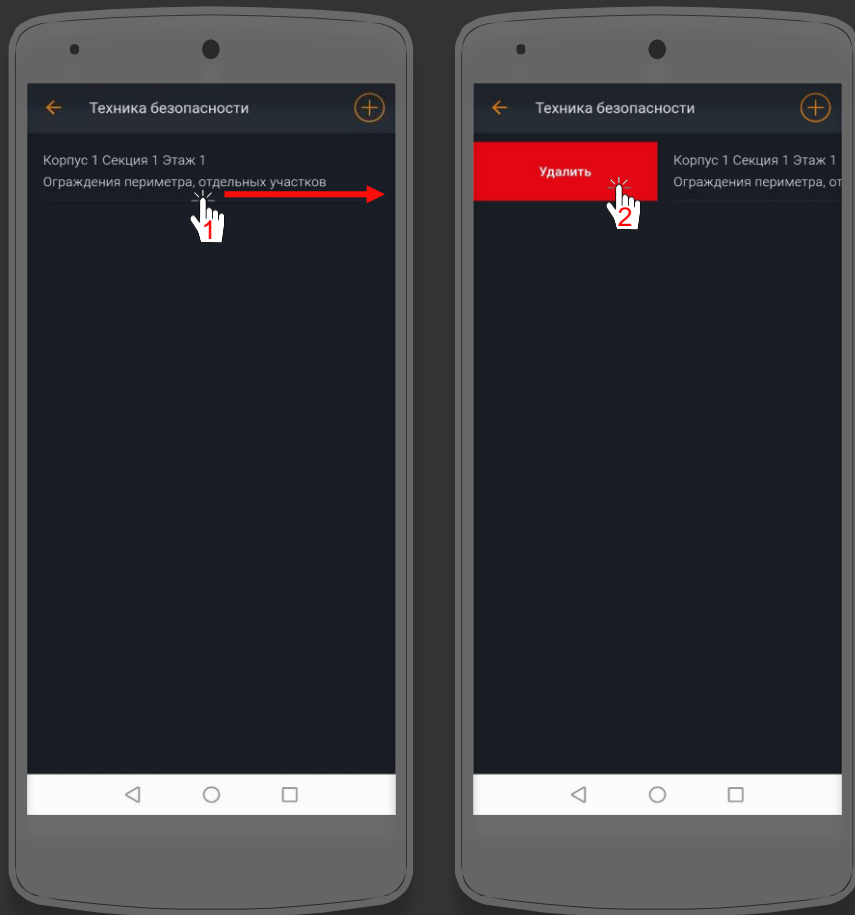 Техника безопасности
Корпус 1 Секция 1 Этаж 1
Ограждения периметра, отдельных участков
1
Техника безопасности
Удалить
Корпус 1 Секция 1 Этаж 1
Ограждения периметра, от
2